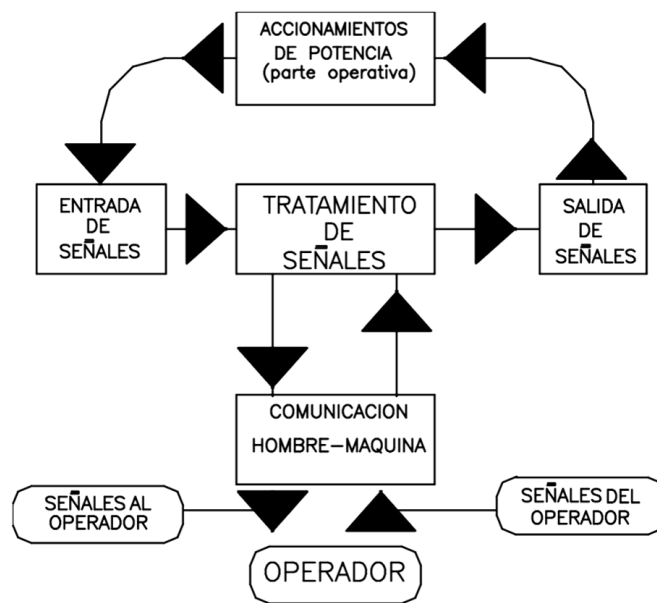 ACCIONAMIENTOS
DE POTENCIA
(parte operativa)
ENTRADA
DE
SEÑALES
TRATAMIENTO
DE
SEÑALES
SALIDA
DE
SEÑALES
COMUNICACION
HOMBRE-MAQUINA
SEÑALES AL
OPERADOR
SEÑALES DEL
OPERADOR
OPERADOR